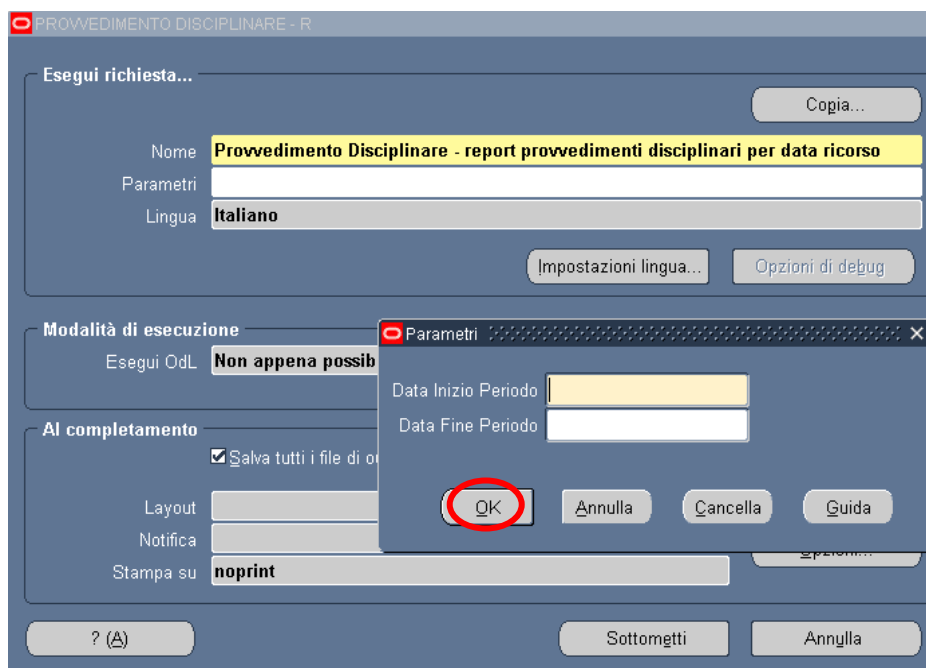 PROVVEDIMENTO DISCIPLINARE - R
Esegui richiesta...
Copia...
Nome Provvedimento Disciplinare - report provvedimenti disciplinari per data ricorso
Parametri
Lingua Italiano
Impostazioni lingua... Opzioni di debug
Modalità di esecuzione
Esegui OdL Non appena possib
Parametri
Data Inizio Periodo
Data Fine Periodo
OK Annulla Cancella Guida
Al completamento
Salva tutti i file di ou
Layout
Notifica
Opzioni...
Stampa su noprint
? (A) Sottometti Annulla